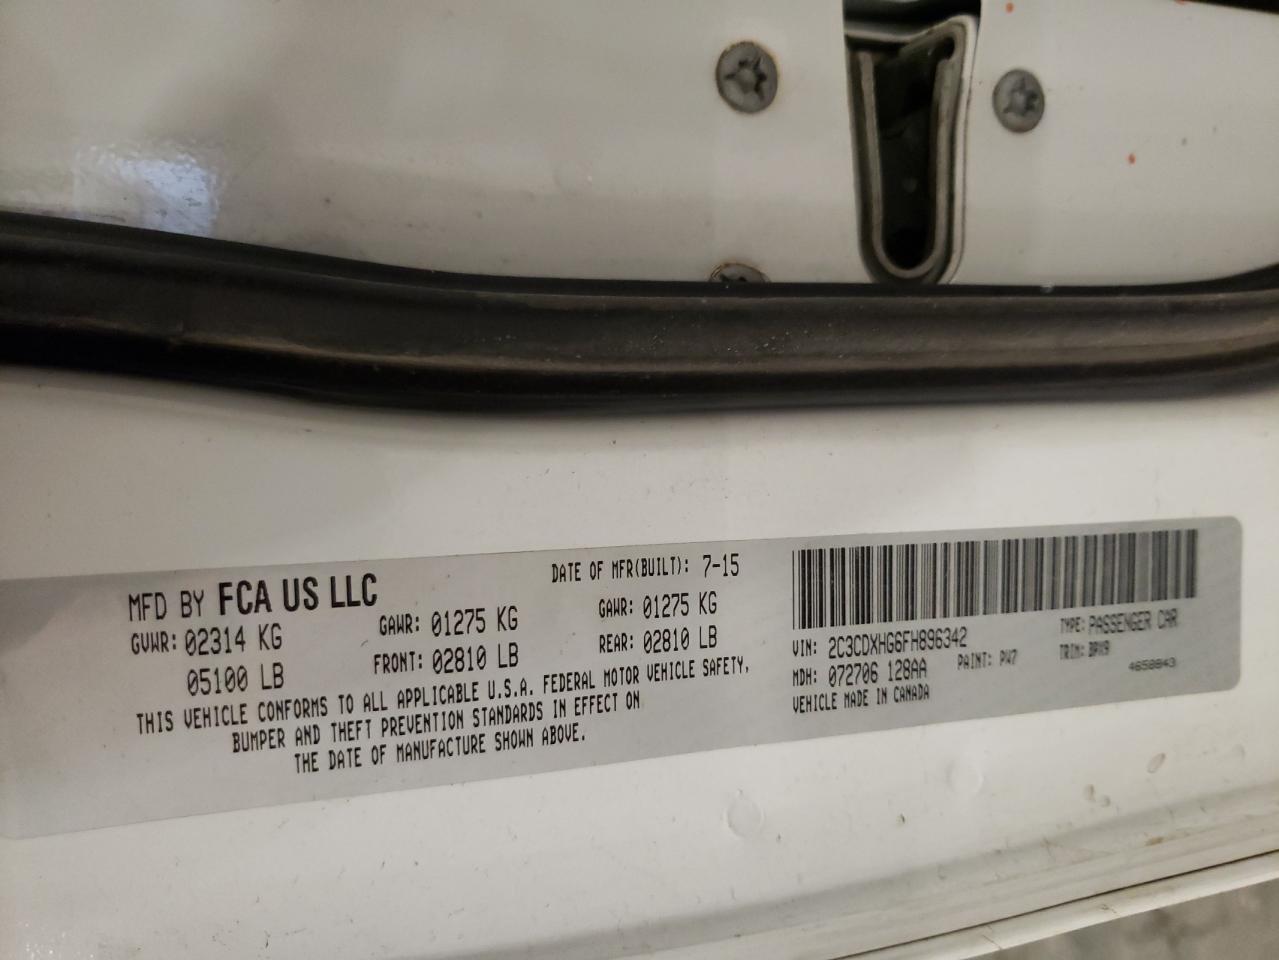 MFD BY FCA US LLC
DATE OF MFR(BUILT): 7-15
GVWR: 02314 KG
GAWR: 01275 KG
GAWR: 01275 KG
05100 LB
FRONT: 02810 LB
REAR: 02810 LB
THIS VEHICLE CONFORMS TO ALL APPLICABLE U.S.A. FEDERAL MOTOR VEHICLE SAFETY,
BUMPER AND THEFT PREVENTION STANDARDS IN EFFECT ON
THE DATE OF MANUFACTURE SHOWN ABOVE.
VIN: 2C3CDXHG6FH896342
TYPE: PASSENGER CAR
MDH: 072706 128AA
PAINT: PW7
TRIM:
VEHICLE MADE IN CANADA